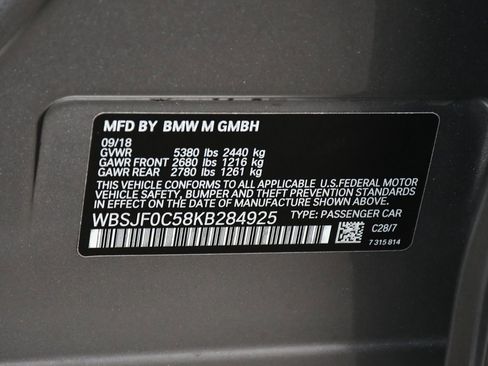 MFD BY BMW M GMBH
09/18
GVWR 5380 lbs 2440 kg
GAWR FRONT 2680 lbs 1216 kg
GAWR REAR 2780 lbs 1261 kg
THIS VEHICLE CONFORMS TO ALL APPLICABLE U.S.FEDERAL MOTOR
VEHICLE SAFETY, BUMPER AND THEFT PREVENTION STANDARDS
IN EFFECT ON THE DATE OF MANUFACTURE SHOWN ABOVE.
WBSJF0C58KB284925 TYPE: PASSENGER CAR
C28/7
7 315 814